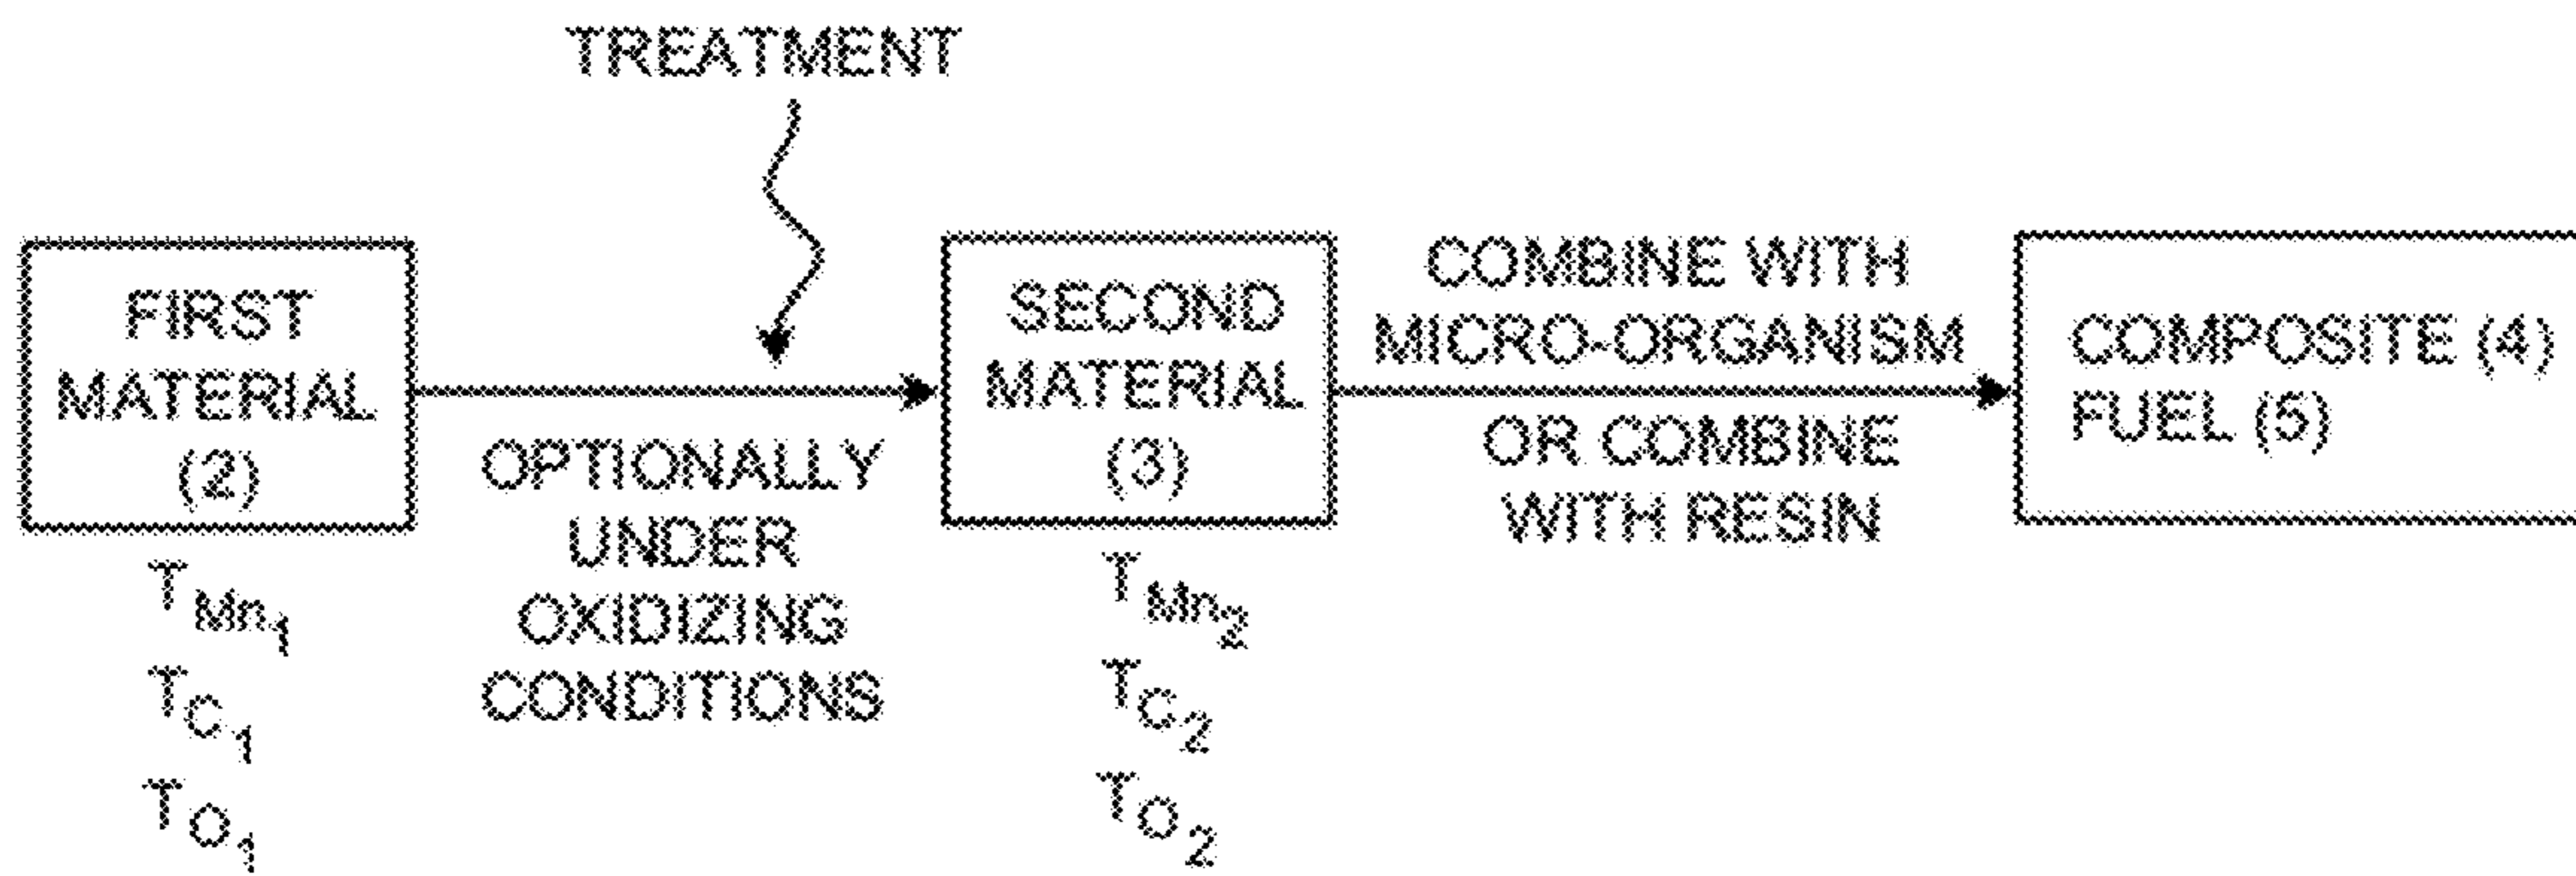 TREATMENT
FIRST
MATERIAL
(2)
OPTIONALLY
UNDER
OXIDIZING
CONDITIONS
SECOND
MATERIAL
(3)
COMBINE WITH
MICRO-ORGANISM
OR COMBINE
WITH RESIN
COMPOSITE (4)
FUEL (5)
TMn1
TC1
TO1
TMn2
TC2
TO2